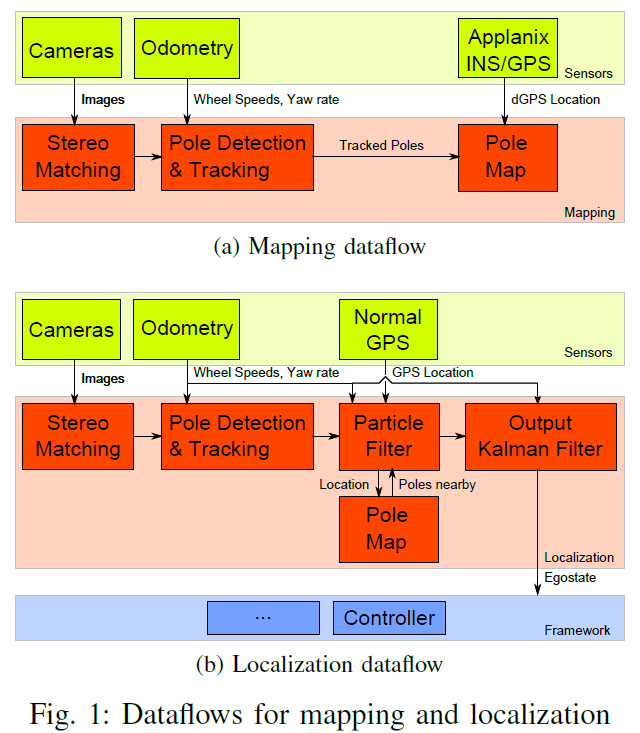 Cameras
Odometry
Applanix
INS/GPS
Sensors
Images
Wheel Speeds, Yaw rate
dGPS Location
Stereo
Matching
Pole Detection
& Tracking
Tracked Poles
Pole
Map
Mapping
(a) Mapping dataflow
Cameras
Odometry
Normal
GPS
Sensors
Images
Wheel Speeds, Yaw rate
GPS Location
Stereo
Matching
Pole Detection
& Tracking
Particle
Filter
Output
Kalman Filter
Location
Poles nearby
Pole
Map
Localization
Egostate
...
Controller
Framework
(b) Localization dataflow
Fig. 1: Dataflows for mapping and localization